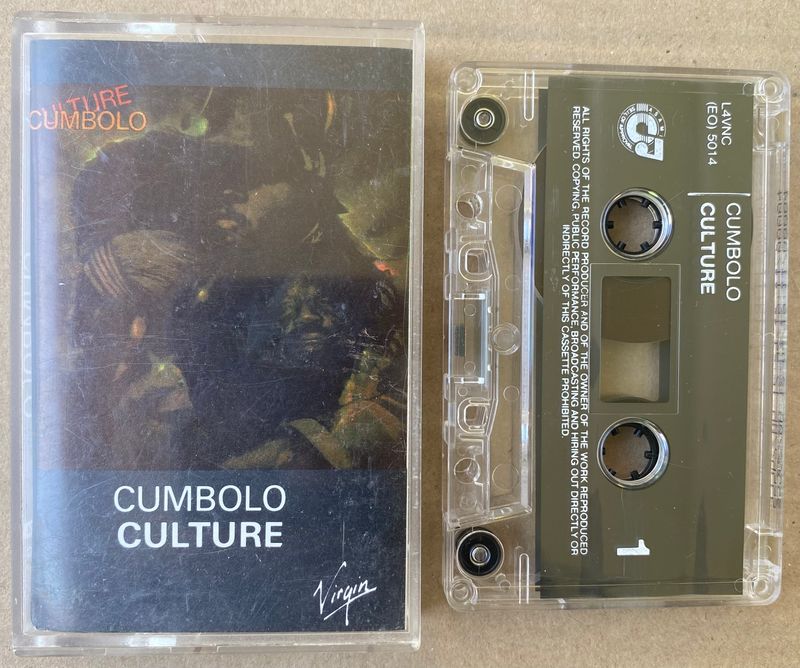 CULTURE
CUMBOLO
CUMBOLO
CULTURE
Virgin
L4VNC
(EO) 5014
CUMBOLO
CULTURE
ALL RIGHTS OF THE RECORD PRODUCER AND OF THE OWNER OF THE WORK REPRODUCED
RESERVED. COPYING, PUBLIC PERFORMANCE, BROADCASTING AND HIRING OUT DIRECTLY OR
INDIRECTLY OF THIS CASSETTE PROHIBITED.
1